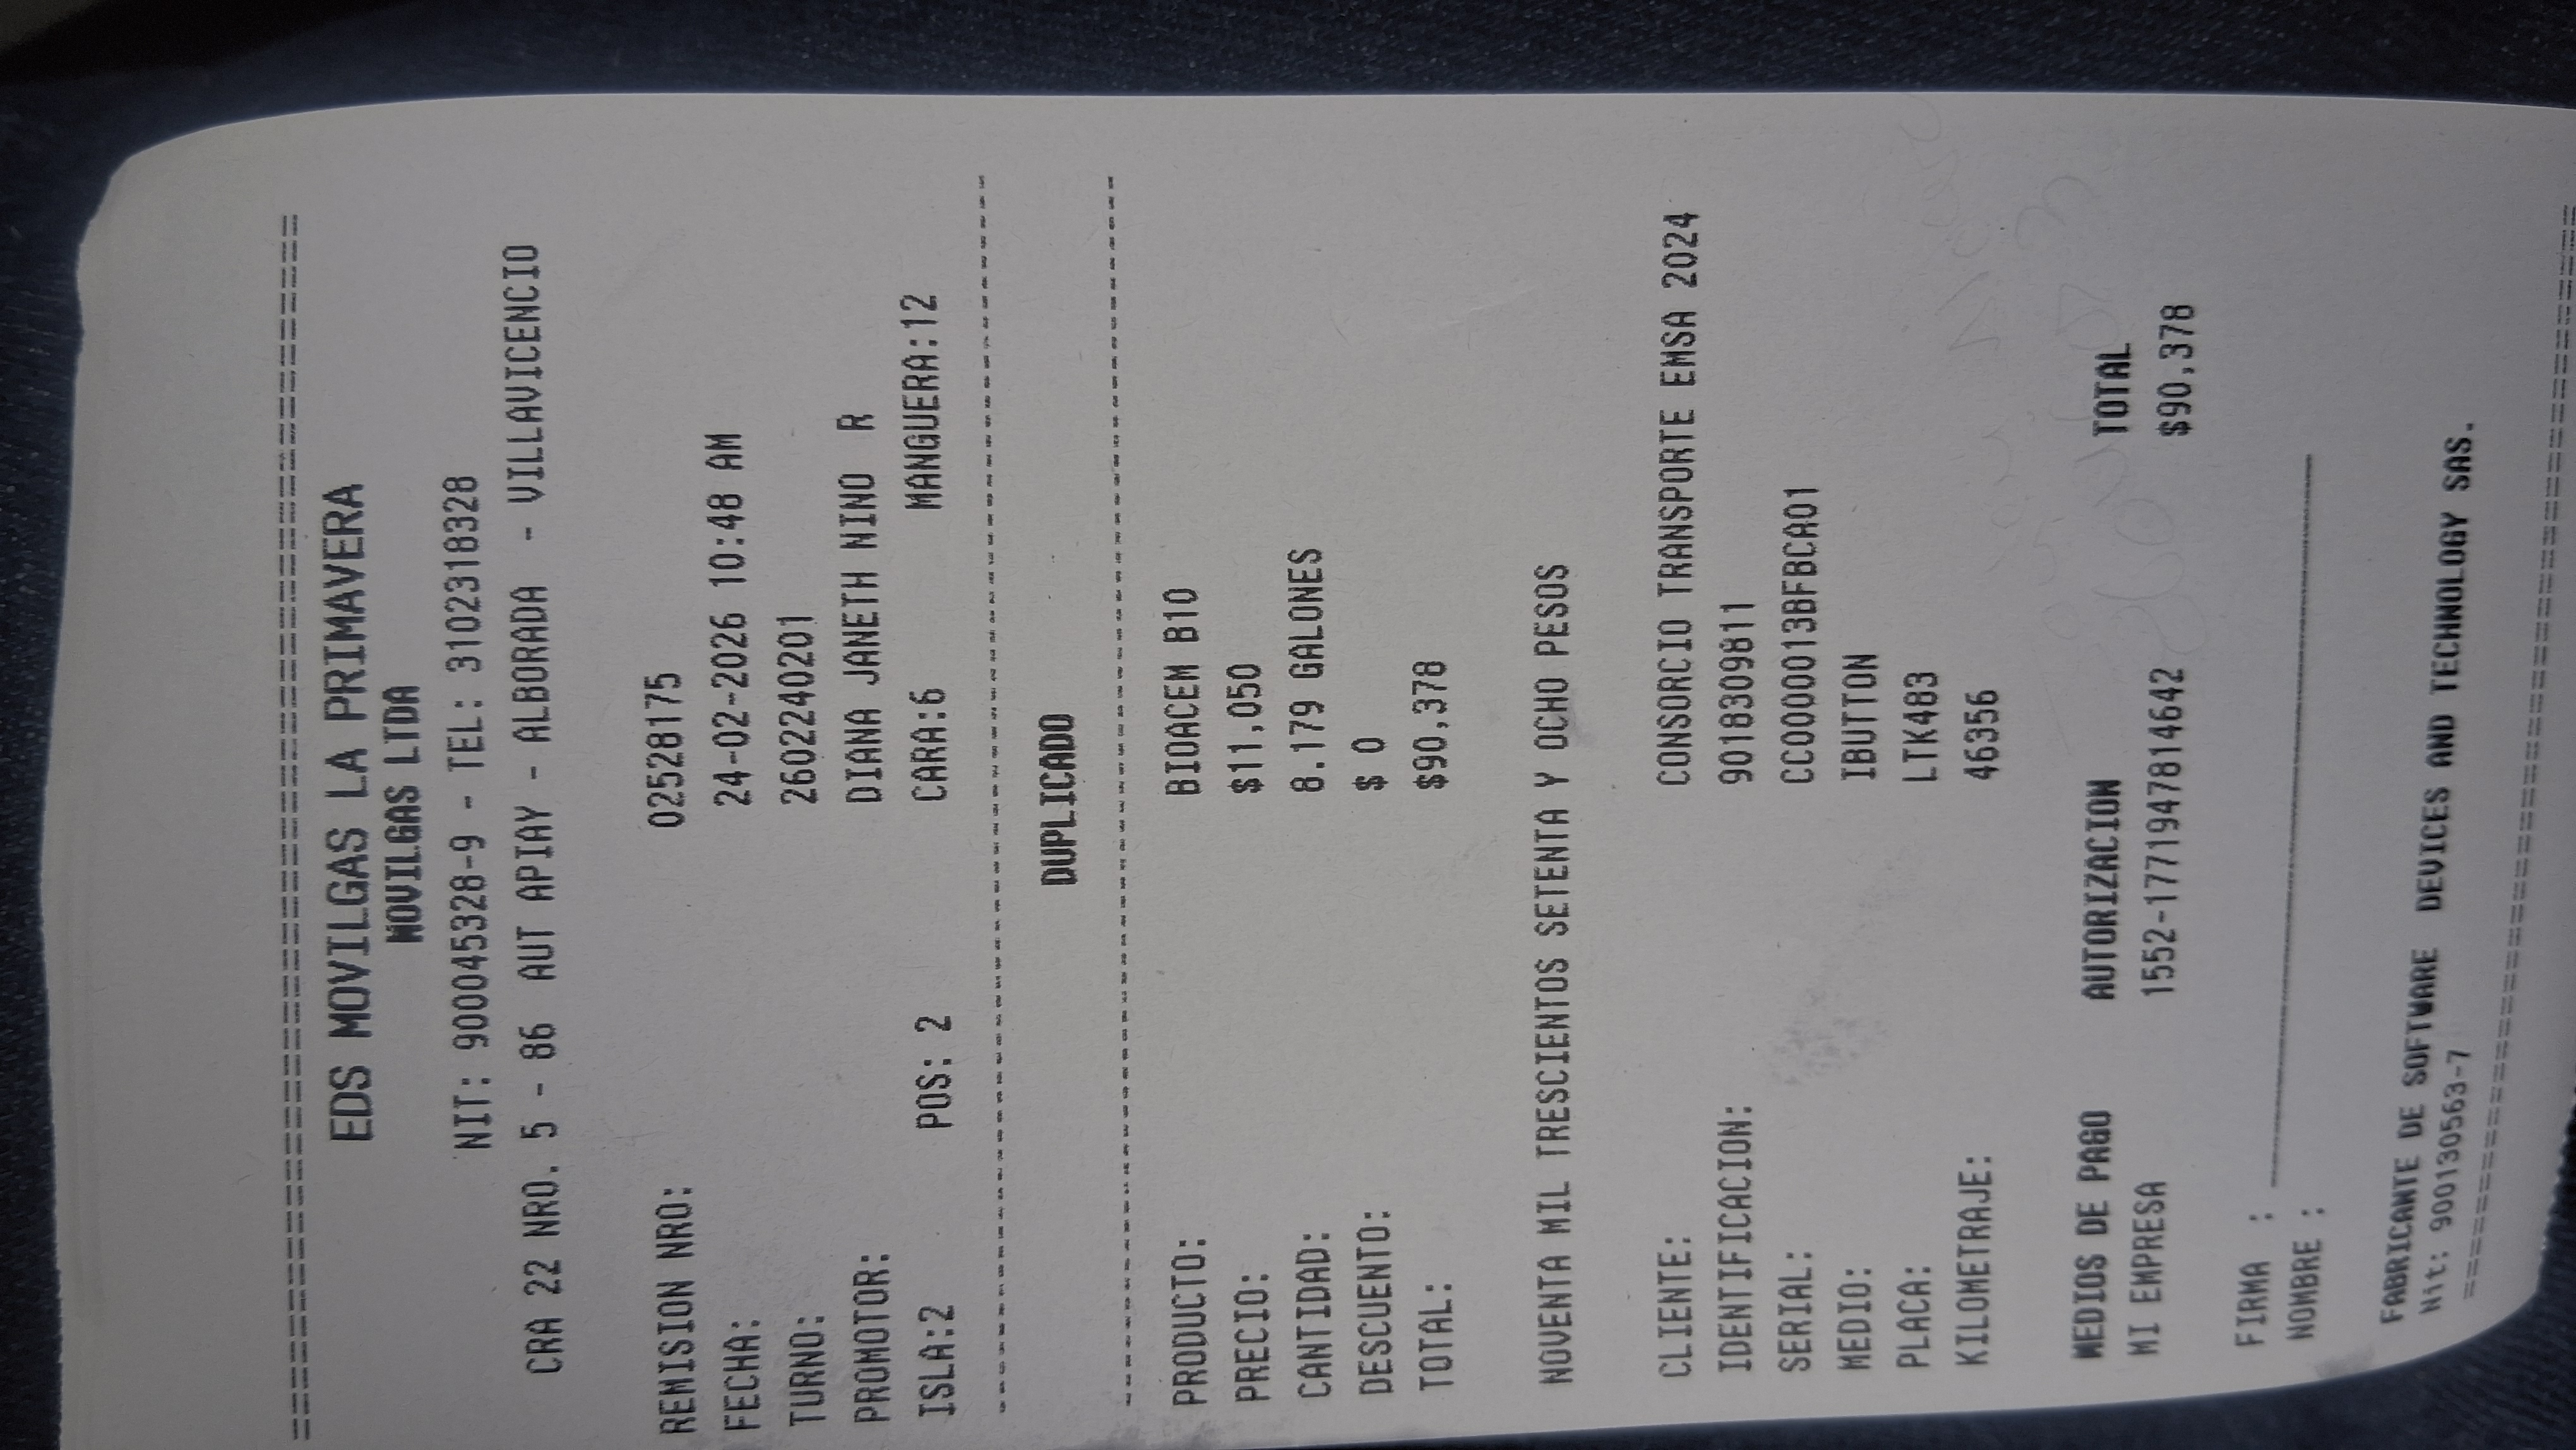 EDS MOVILGAS LA PRIMAVERA
MOVILGAS LTDA
NIT: 900045328-9 - TEL: 3102318328
CRA 22 NRO. 5 - 86 AUT APIAY - ALBORADA - VILLAVICENCIO
REMISION NRO: 02528175
FECHA: 24-02-2026 10:48 AM
TURNO: 2602240201
PROMOTOR: DIANA JANETH NINO R
ISLA:2 POS: 2 CARA:6 MANGUERA:12
DUPLICADO
PRODUCTO: BIOACEM B10
PRECIO: $11,050
CANTIDAD: 8.179 GALONES
DESCUENTO: $ 0
TOTAL: $90,378
NOVENTA MIL TRESCIENTOS SETENTA Y OCHO PESOS
CLIENTE: CONSORCIO TRANSPORTE EMSA 2024
IDENTIFICACION: 901830981 1
SERIAL: CC0000013BFBCA01
MEDIO: IBUTTON
PLACA: LTK483
KILOMETRAJE: 46356
MEDIOS DE PAGO AUTORIZACION TOTAL
MI EMPRESA 1552-1771947814642 $90,378
FIRMA :
NOMBRE :
FABRICANTE DE SOFTWARE DEVICES AND TECHNOLOGY SAS.
Nit: 900130563-7